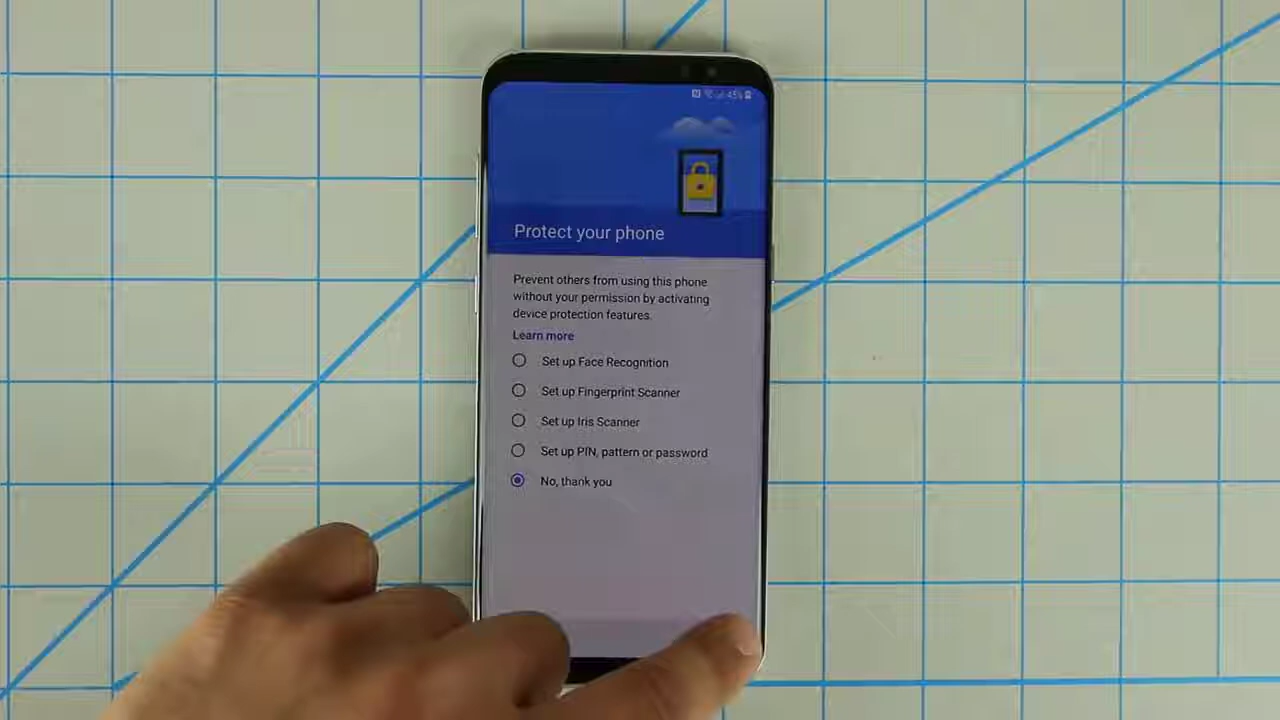 45%
Protect your phone
Prevent others from using this phone
without your permission by activating
device protection features.
Learn more
Set up Face Recognition
Set up Fingerprint Scanner
Set up Iris Scanner
Set up PIN, pattern or password
No, thank you